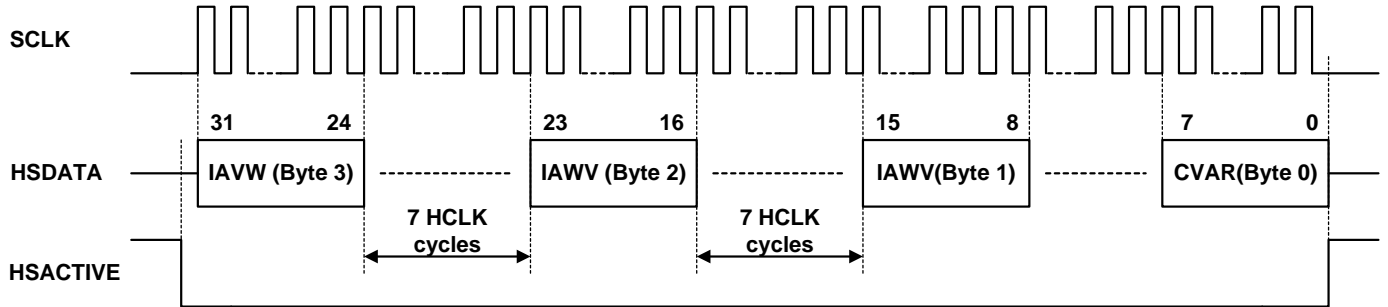 SCLK
31 24 23 16 15 8 7 0
HSDATA IAVW (Byte 3) IAWV (Byte 2) IAWV(Byte 1) CVAR(Byte 0)
7 HCLK 7 HCLK
cycles cycles
HSACTIVE